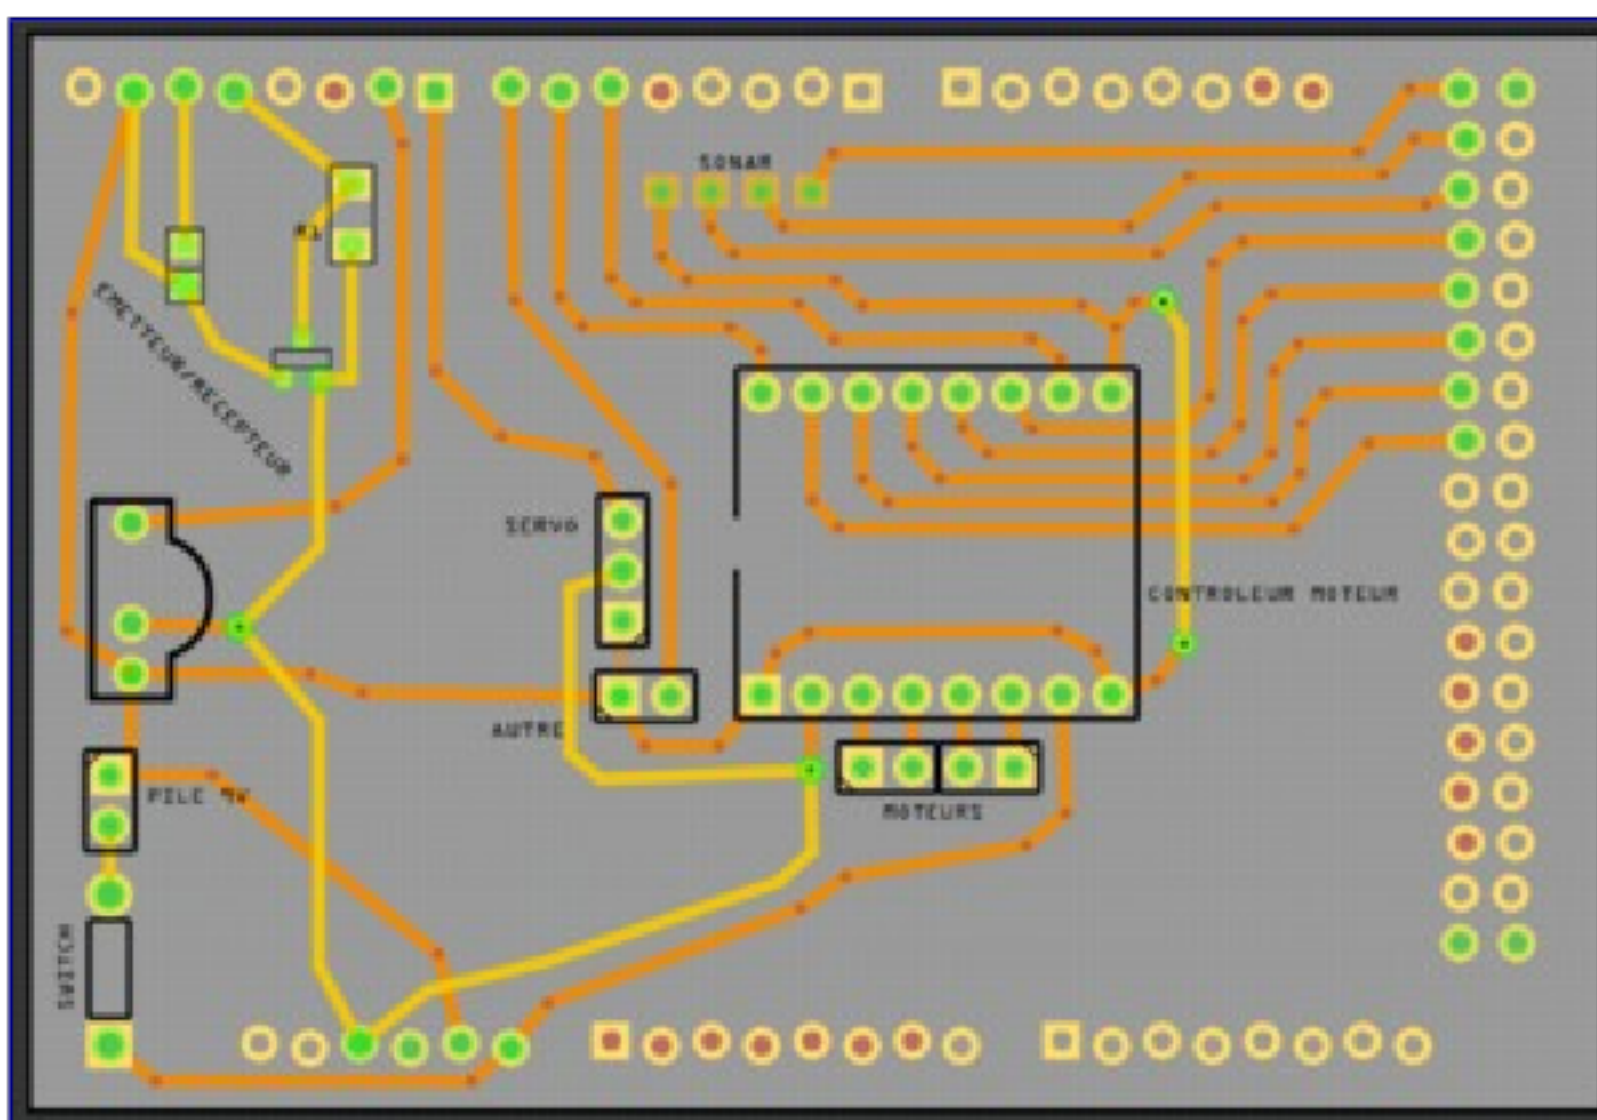 SONAR
R1
EMETTEUR/RECEPTEUR
SERVO
CONTROLEUR MOTEUR
AUTRE
PILE 9V
MOTEURS
SWITCH